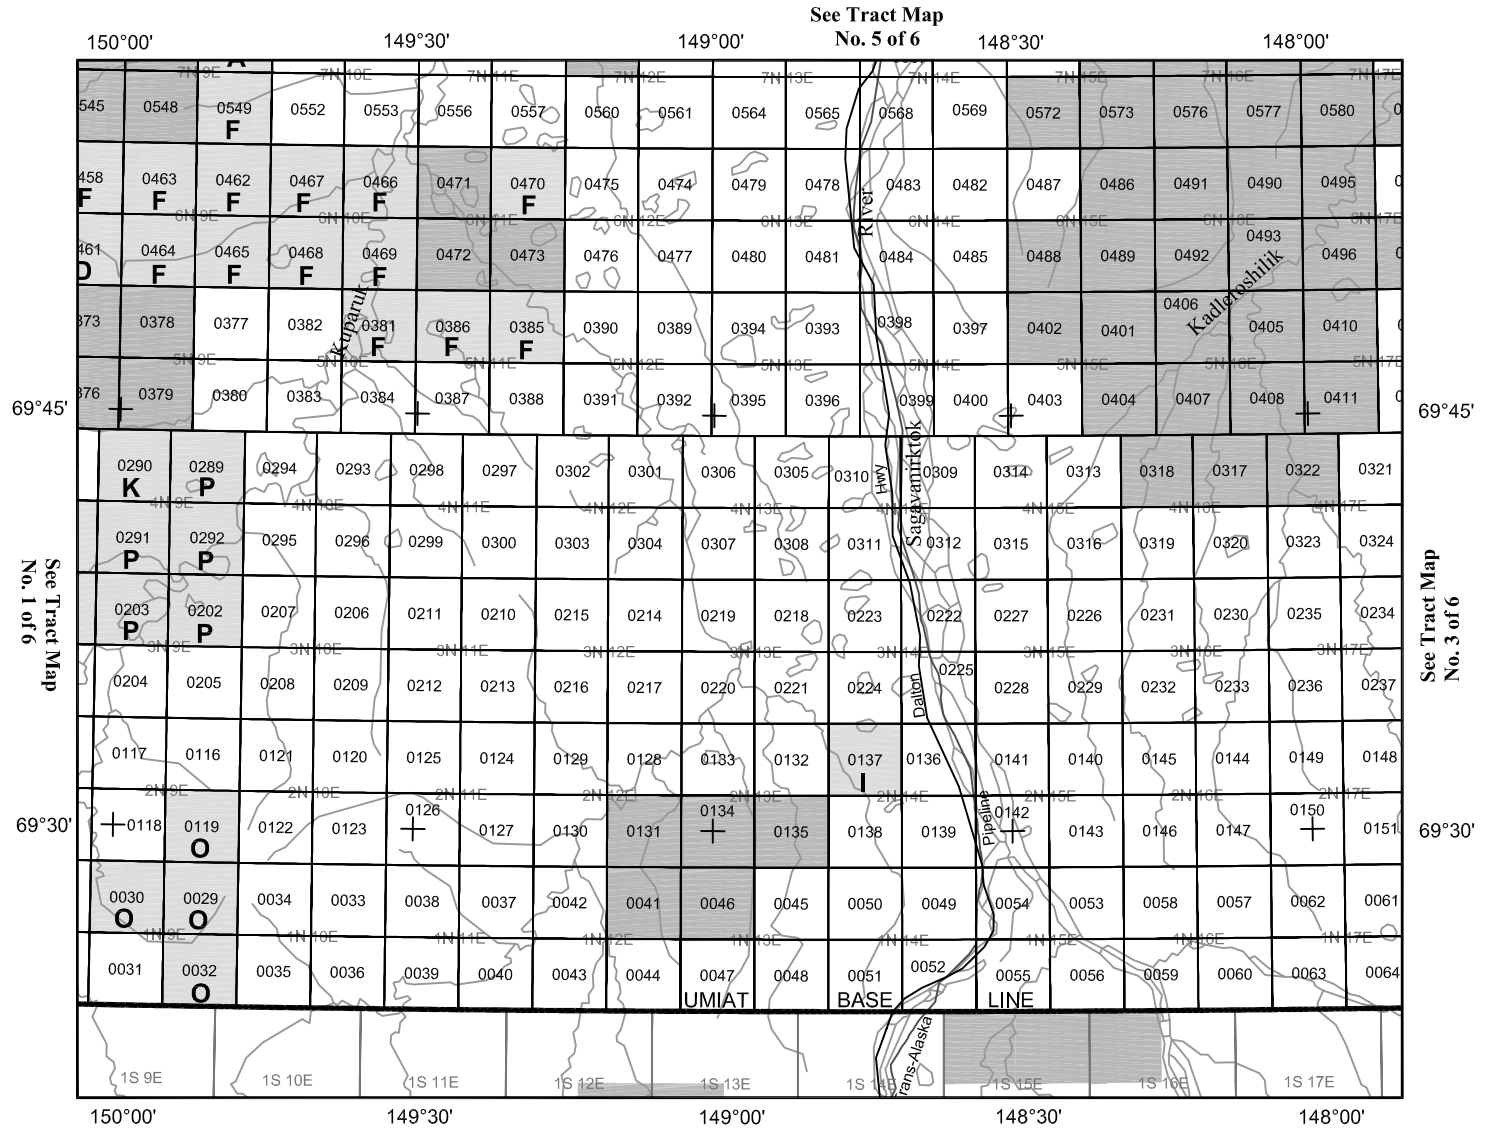 See Tract Map
No. 5 of 6
150°00' 149°30' 149°00' 148°30' 148°00'
7N 9E 7N 10E 7N 11E 7N 12E 7N 13E 7N 14E 7N 15E 7N 16E 7N 17E
545 0548 0549 0552 0553 0556 0557 0560 0561 0564 0565 0568 0569 0572 0573 0576 0577 0580 0
F
458 0463 0462 0467 0466 0471 0470 0475 0474 0479 0478 0483 0482 0487 0486 0491 0490 0495 0
F F F F F F
River
6N 9E 6N 10E 6N 11E 6N 12E 6N 13E 6N 14E 6N 15E 6N 16E 6N 17E
461 0464 0465 0468 0469 0472 0473 0476 0477 0480 0481 0484 0485 0488 0489 0492 0493 0496 0
D F F F F
Kuparuk
Kadleroshilik
373 0378 0377 0382 0381 0386 0385 0390 0389 0394 0393 0398 0397 0402 0401 0406 0405 0410 0
F F F
5N 9E 5N 10E 5N 11E 5N 12E 5N 13E 5N 14E 5N 15E 5N 16E 5N 17E
69°45' 376 0379 0380 0383 0384 0387 0388 0391 0392 0395 0396 0399 0400 0403 0404 0407 0408 0411 0 69°45'
0290 0289 0294 0293 0298 0297 0302 0301 0306 0305 0310 0309 0314 0313 0318 0317 0322 0321
K P
Hwy
Sagavanirktok
4N 9E 4N 10E 4N 11E 4N 12E 4N 13E 4N 15E 4N 16E 4N 17E
0291 0292 0295 0296 0299 0300 0303 0304 0307 0308 0311 0312 0315 0316 0319 0320 0323 0324
P P
See Tract Map
No. 1 of 6
See Tract Map
No. 3 of 6
0203 0202 0207 0206 0211 0210 0215 0214 0219 0218 0223 0222 0227 0226 0231 0230 0235 0234
P P
3N 9E 3N 10E 3N 11E 3N 12E 3N 13E 3N 14E 3N 15E 3N 16E 3N 17E
0204 0205 0208 0209 0212 0213 0216 0217 0220 0221 0224 0225 0228 0229 0232 0233 0236 0237
Dalton
0117 0116 0121 0120 0125 0124 0129 0128 0133 0132 0137 0136 0141 0140 0145 0144 0149 0148
I
2N 9E 2N 10E 2N 11E 2N 12E 2N 13E 2N 14E 2N 15E 2N 16E 2N 17E
Pipeline
69°30' 0118 0119 0122 0123 0126 0127 0130 0131 0134 0135 0138 0139 0142 0143 0146 0147 0150 0151 69°30'
O
0030 0029 0034 0033 0038 0037 0042 0041 0046 0045 0050 0049 0054 0053 0058 0057 0062 0061
O O
1N 9E 1N 10E 1N 11E 1N 12E 1N 13E 1N 14E 1N 15E 1N 16E 1N 17E
0031 0032 0035 0036 0039 0040 0043 0044 0047 0048 0051 0052 0055 0056 0059 0060 0063 0064
O
UMIAT BASE LINE
rans-Alaska
1S 9E 1S 10E 1S 11E 1S 12E 1S 13E 1S 14E 1S 15E 1S 16E 1S 17E
150°00' 149°30' 149°00' 148°30' 148°00'